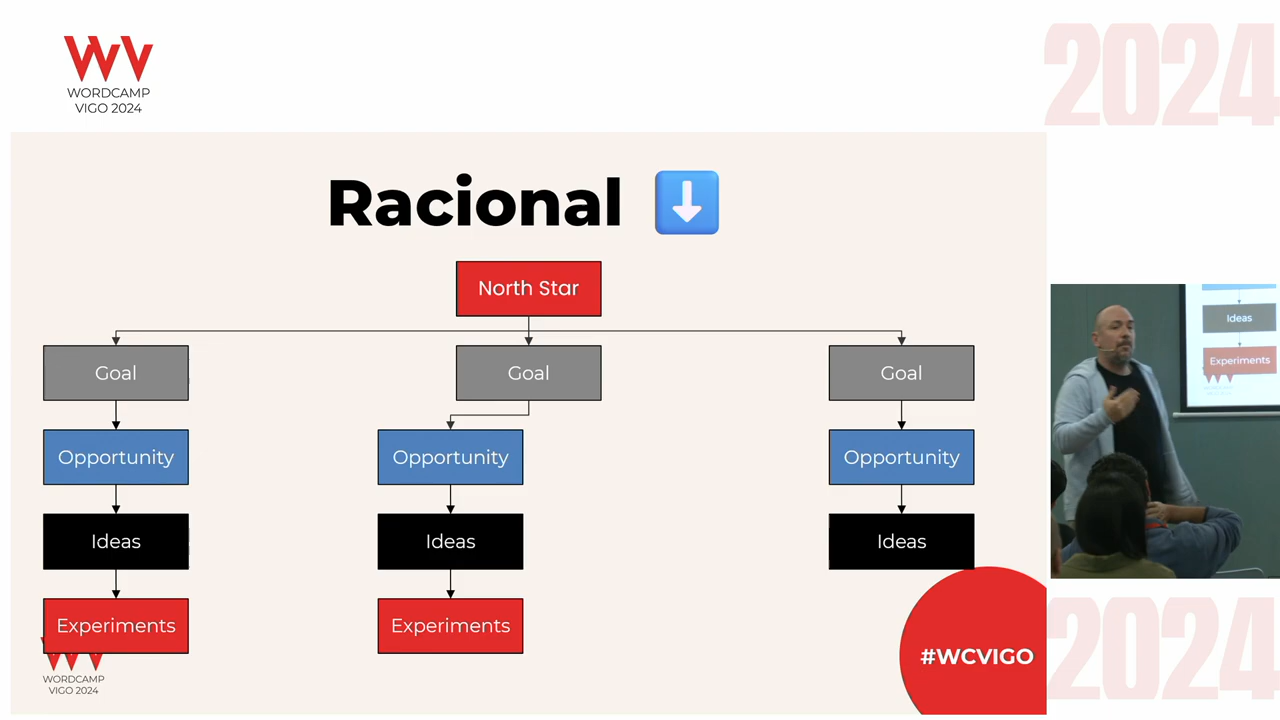 WORDCAMP
VIGO 2024
2024
Racional
North Star
Goal
Goal
Goal
Opportunity
Opportunity
Opportunity
Ideas
Ideas
Ideas
Experiments
Experiments
WORDCAMP
VIGO 2024
#WCVIGO
Ideas
Experiments
2024